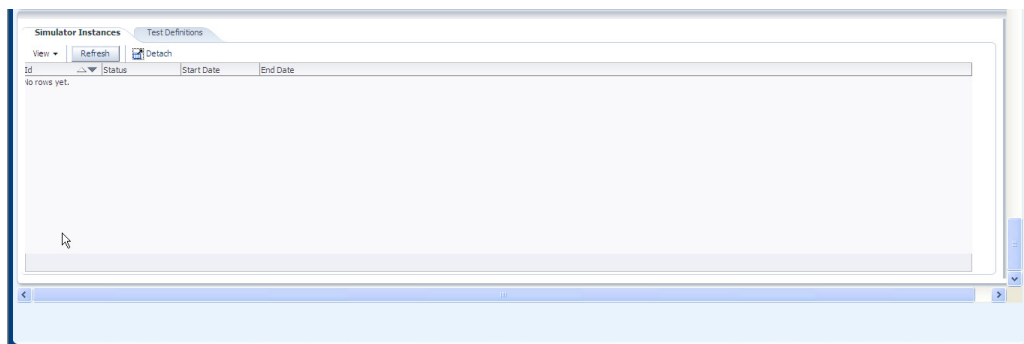 Simulator Instances Test Definitions
View Refresh Detach
Id Status Start Date End Date
No rows yet.